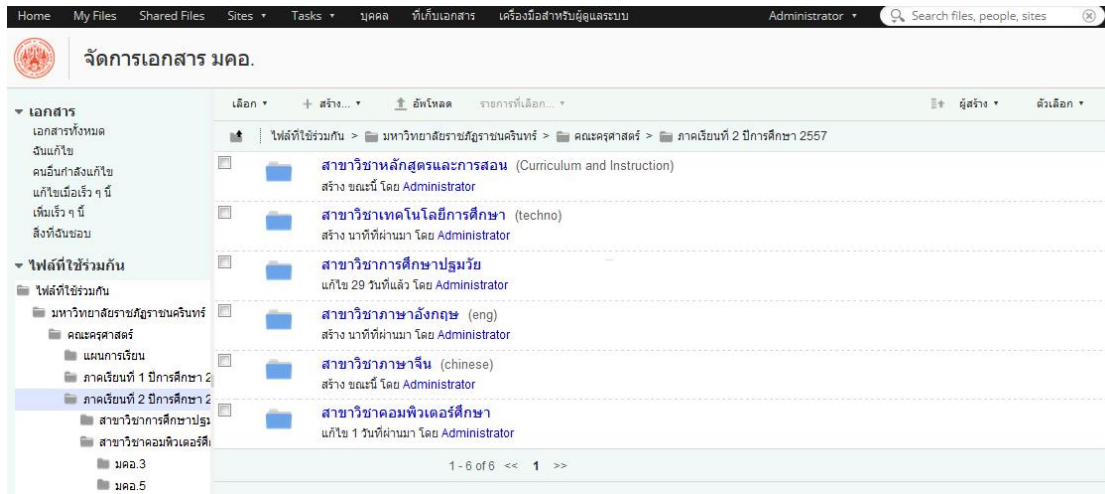 Home My Files Shared Files Sites Tasks บุคคล ที่เก็บเอกสาร เครื่องมือสำหรับผู้ดูแลระบบ Administrator Search files, people, sites
จัดการเอกสาร มคอ.
เอกสาร
เอกสารทั้งหมด
ฉันแก้ไข
คนอื่นกำลังแก้ไข
แก้ไขเมื่อเร็ว ๆ นี้
เพิ่มเร็ว ๆ นี้
สิ่งที่ฉันชอบ
ไฟล์ที่ใช้ร่วมกัน
ไฟล์ที่ใช้ร่วมกัน
มหาวิทยาลัยราชภัฏราชนครินทร์
คณะครุศาสตร์
แผนการเรียน
ภาคเรียนที่ 1 ปีการศึกษา 2
ภาคเรียนที่ 2 ปีการศึกษา 2
สาขาวิชาการศึกษาปฐม
สาขาวิชาคอมพิวเตอร์ศึ
มคอ.3
มคอ.5
เลือก + สร้าง... อัพโหลด รายการที่เลือก... ผู้สร้าง ตัวเลือก
ไฟล์ที่ใช้ร่วมกัน > มหาวิทยาลัยราชภัฏราชนครินทร์ > คณะครุศาสตร์ > ภาคเรียนที่ 2 ปีการศึกษา 2557
สาขาวิชาหลักสูตรและการสอน (Curriculum and Instruction)
สร้าง ขณะนี้ โดย Administrator
สาขาวิชาเทคโนโลยีการศึกษา (techno)
สร้าง นาทีที่ผ่านมา โดย Administrator
สาขาวิชาการศึกษาปฐมวัย
แก้ไข 29 วันที่แล้ว โดย Administrator
สาขาวิชาภาษาอังกฤษ (eng)
สร้าง นาทีที่ผ่านมา โดย Administrator
สาขาวิชาภาษาจีน (chinese)
สร้าง ขณะนี้ โดย Administrator
สาขาวิชาคอมพิวเตอร์ศึกษา
แก้ไข 1 วันที่ผ่านมา โดย Administrator
1 - 6 of 6 << 1 >>